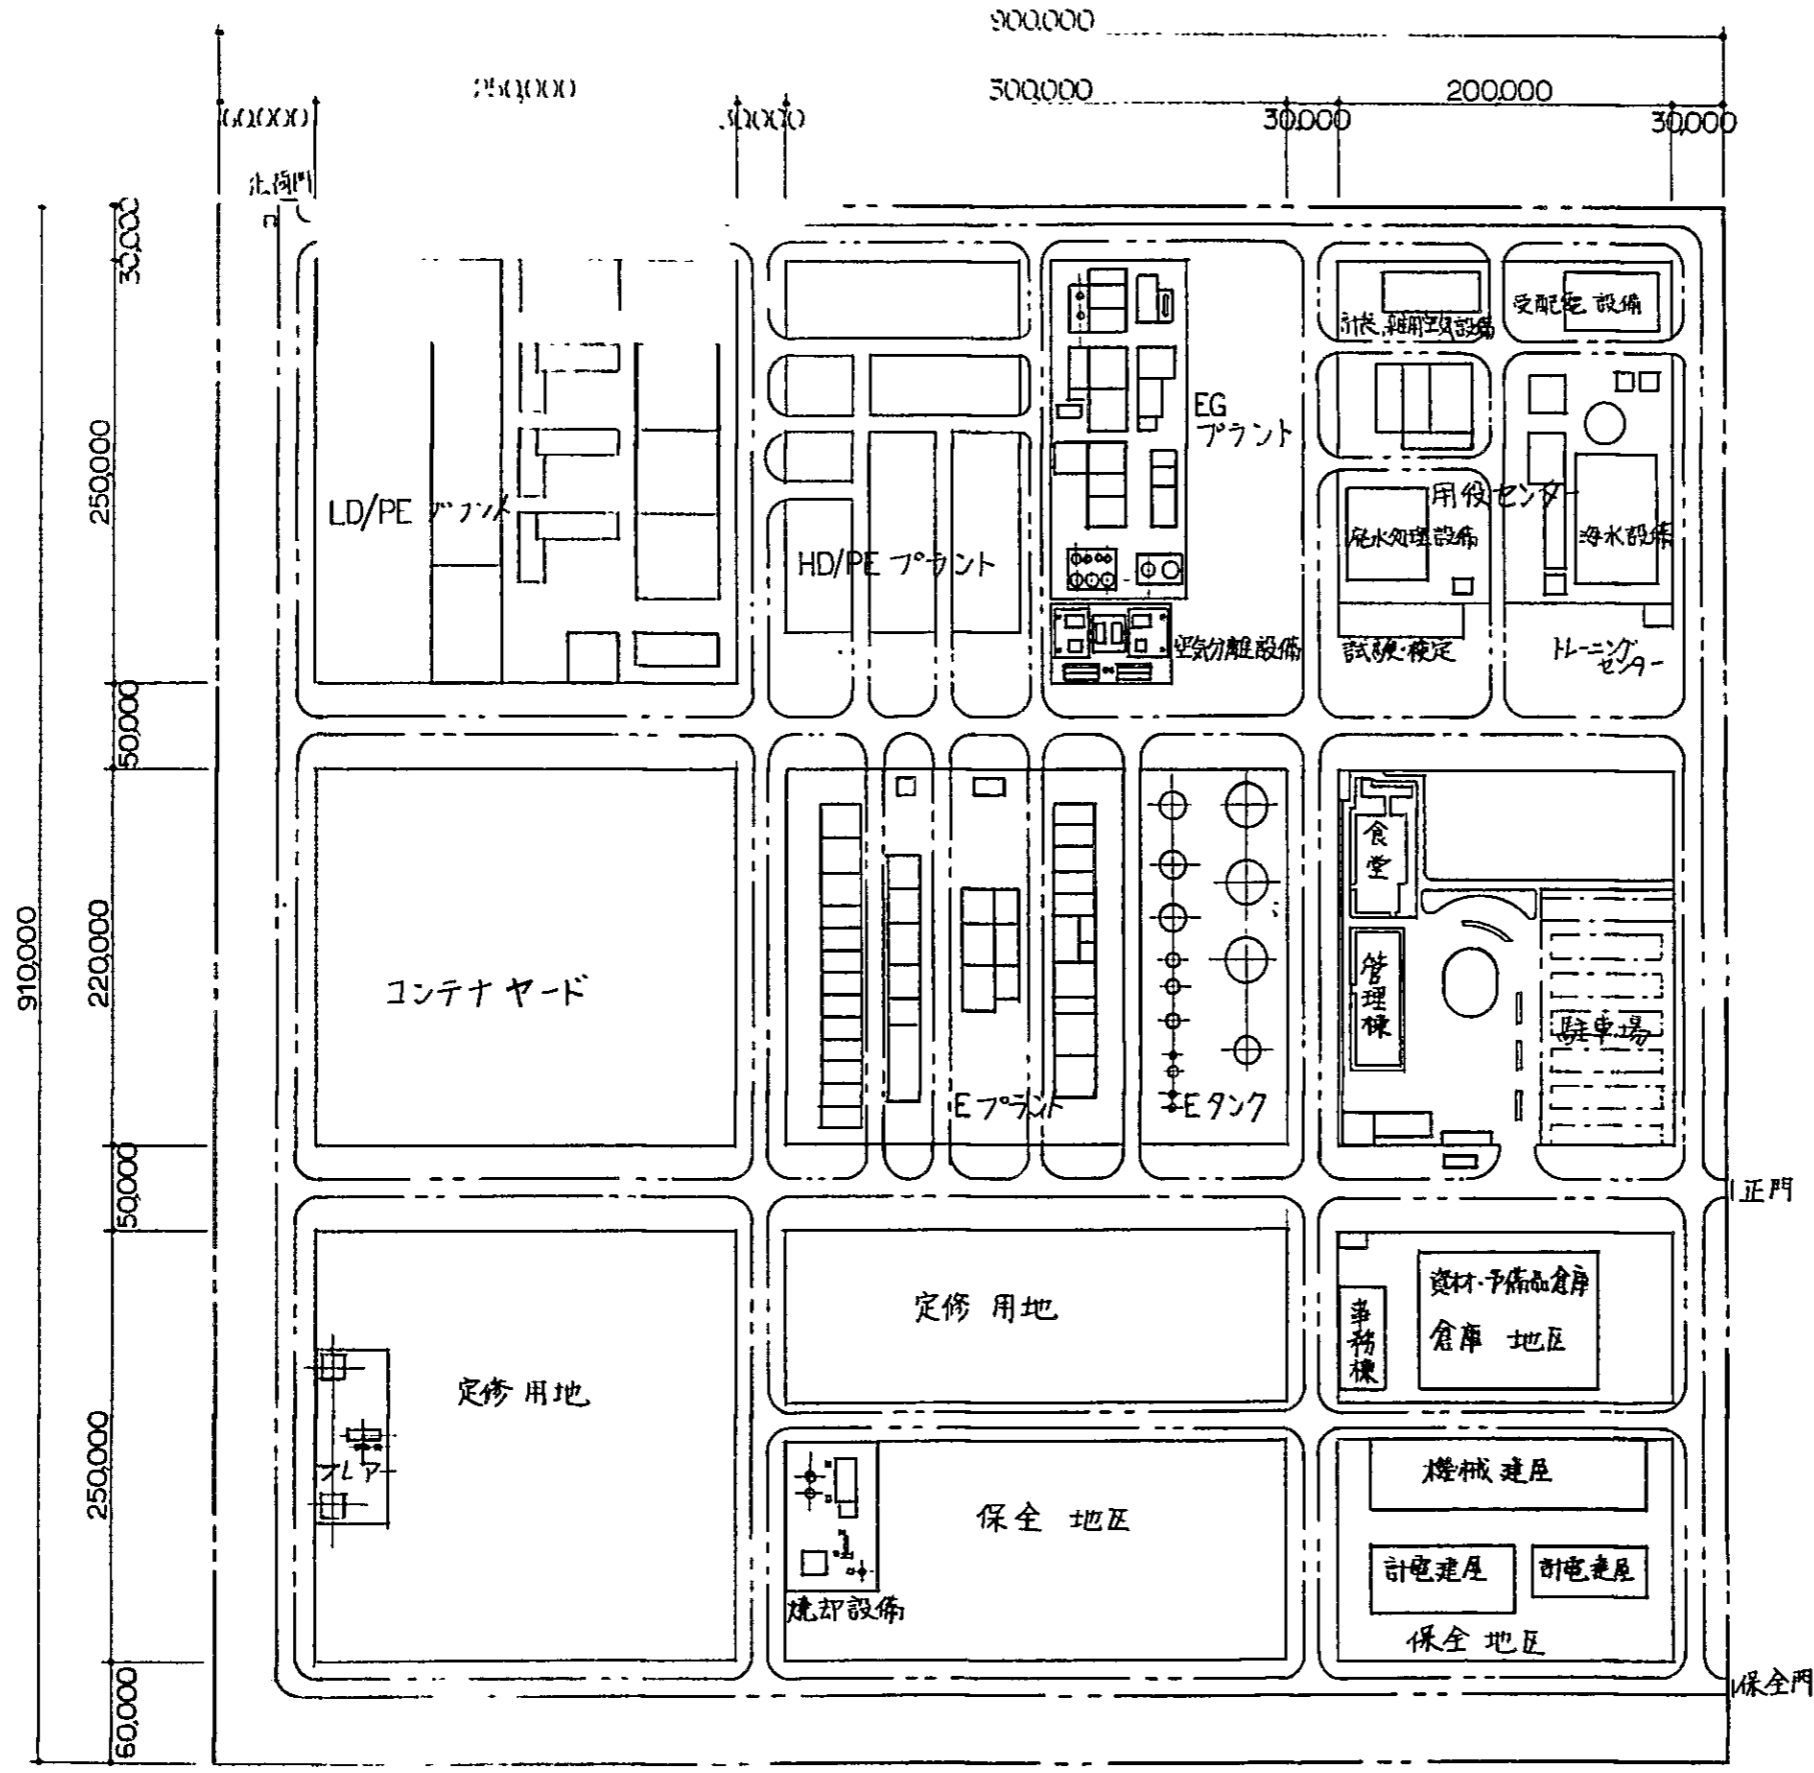 900.000
300.000
200.000
30.000
30,000
30,000
EG
プラント
受配電 設備
250,000
LD/PE プラント
HD/PE プラント
用役センター
廃水処理設備
海水設備
空気分離設備
試験・検定
トレーニング
センター
50,000
食堂
910,000
220,000
コンテナ ヤード
管理棟
駐車場
Eプラント
Eタンク
50,000
正門
資材・予備品倉庫
倉庫 地区
事務棟
定修 用地
定修 用地
250,000
フレアー
機械 建屋
保全 地区
計電建屋
計電建屋
焼却設備
保全 地区
60,000
保全門